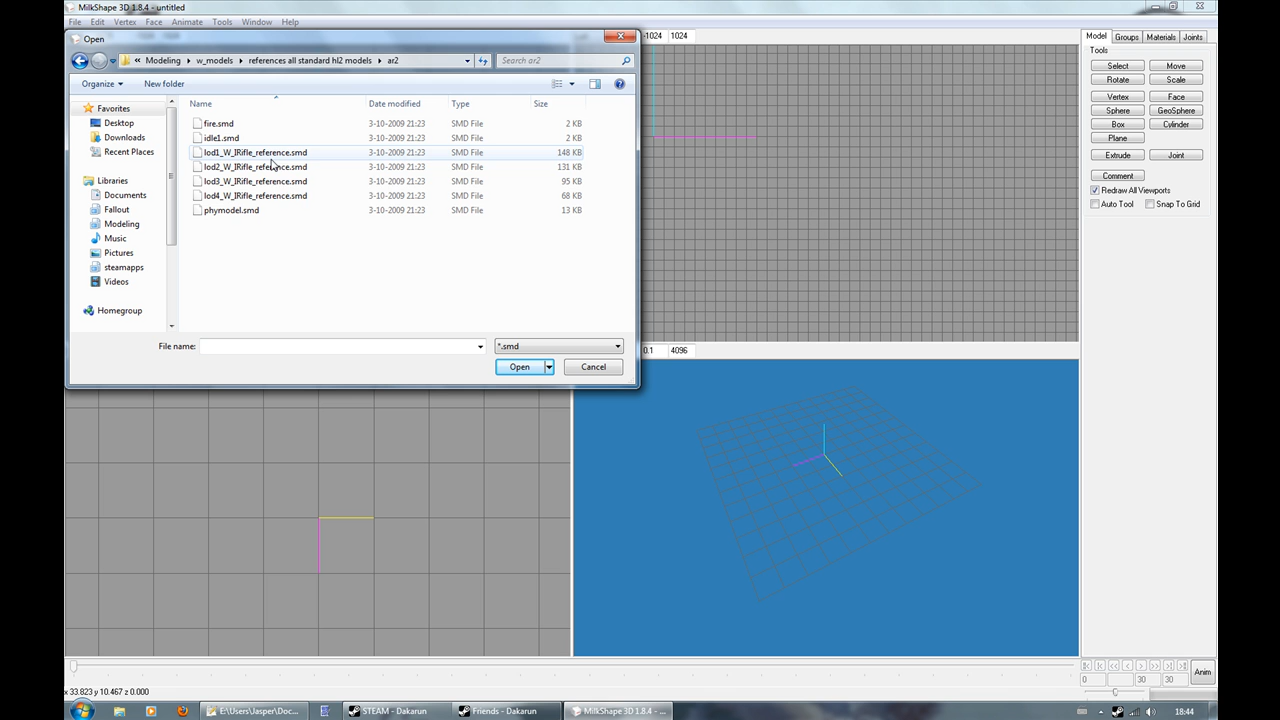 MilkShape 3D 1.8.4 - untitled
File Edit Vertex Face Animate Tools Window Help
Open
-1024 1024
Model Groups Materials Joints
Modeling w_models references all standard hl2 models ar2 Search ar2
Tools
Select Move
Organize New folder
Rotate Scale
Name Date modified Type Size
Vertex Face
Favorites
Desktop
Downloads
Recent Places
Sphere GeoSphere
Box Cylinder
Plane
fire.smd 3-10-2009 21:23 SMD File 2 KB
idle1.smd 3-10-2009 21:23 SMD File 2 KB
lod1_W_IRifle_reference.smd 3-10-2009 21:23 SMD File 148 KB
lod2_W_IRifle_reference.smd 3-10-2009 21:23 SMD File 131 KB
lod3_W_IRifle_reference.smd 3-10-2009 21:23 SMD File 95 KB
lod4_W_IRifle_reference.smd 3-10-2009 21:23 SMD File 68 KB
phymodel.smd 3-10-2009 21:23 SMD File 13 KB
Extrude Joint
Comment
Redraw All Viewports
Auto Tool Snap To Grid
Libraries
Documents
Fallout
Modeling
Music
Pictures
steamapps
Videos
Homegroup
File name: *.smd
0.1 4096
Open Cancel
Anim
0 30 30
x 33.823 y 10.467 z 0.000
E:\Users\Jasper\Doc... STEAM - Dakarun Friends - Dakarun MilkShape 3D 1.8.4 - ... 18:44